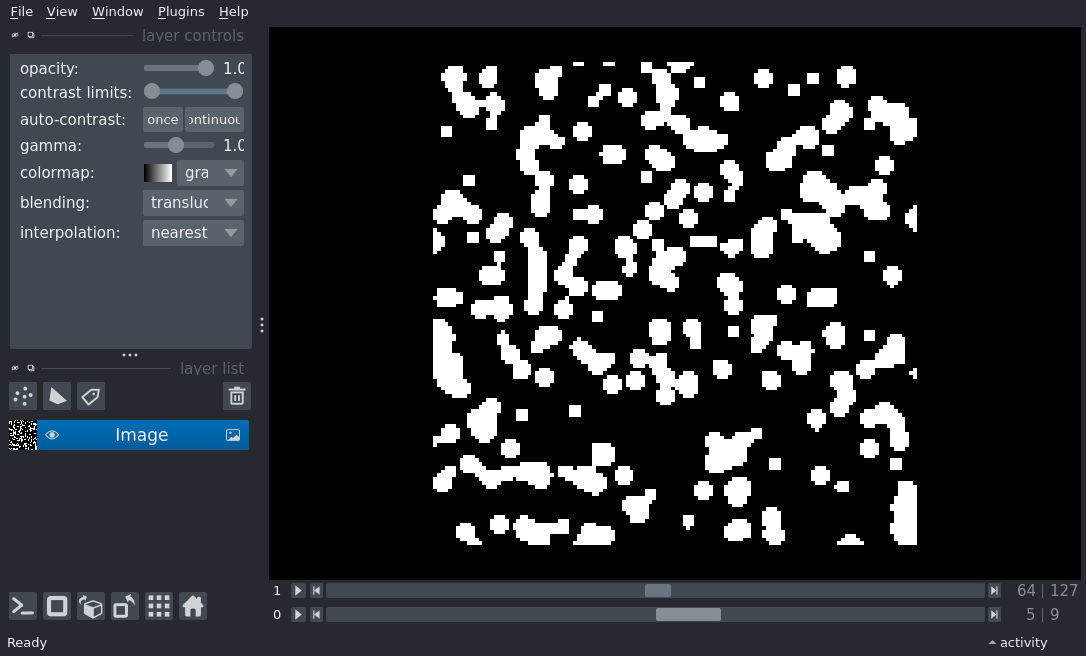 File View Window Plugins Help
layer controls
opacity: 1.0
contrast limits:
auto-contrast: once ontinuou
gamma: 1.0
colormap: gra
blending: transluc
interpolation: nearest
layer list
Image
1 64 | 127
0 5 | 9
Ready activity